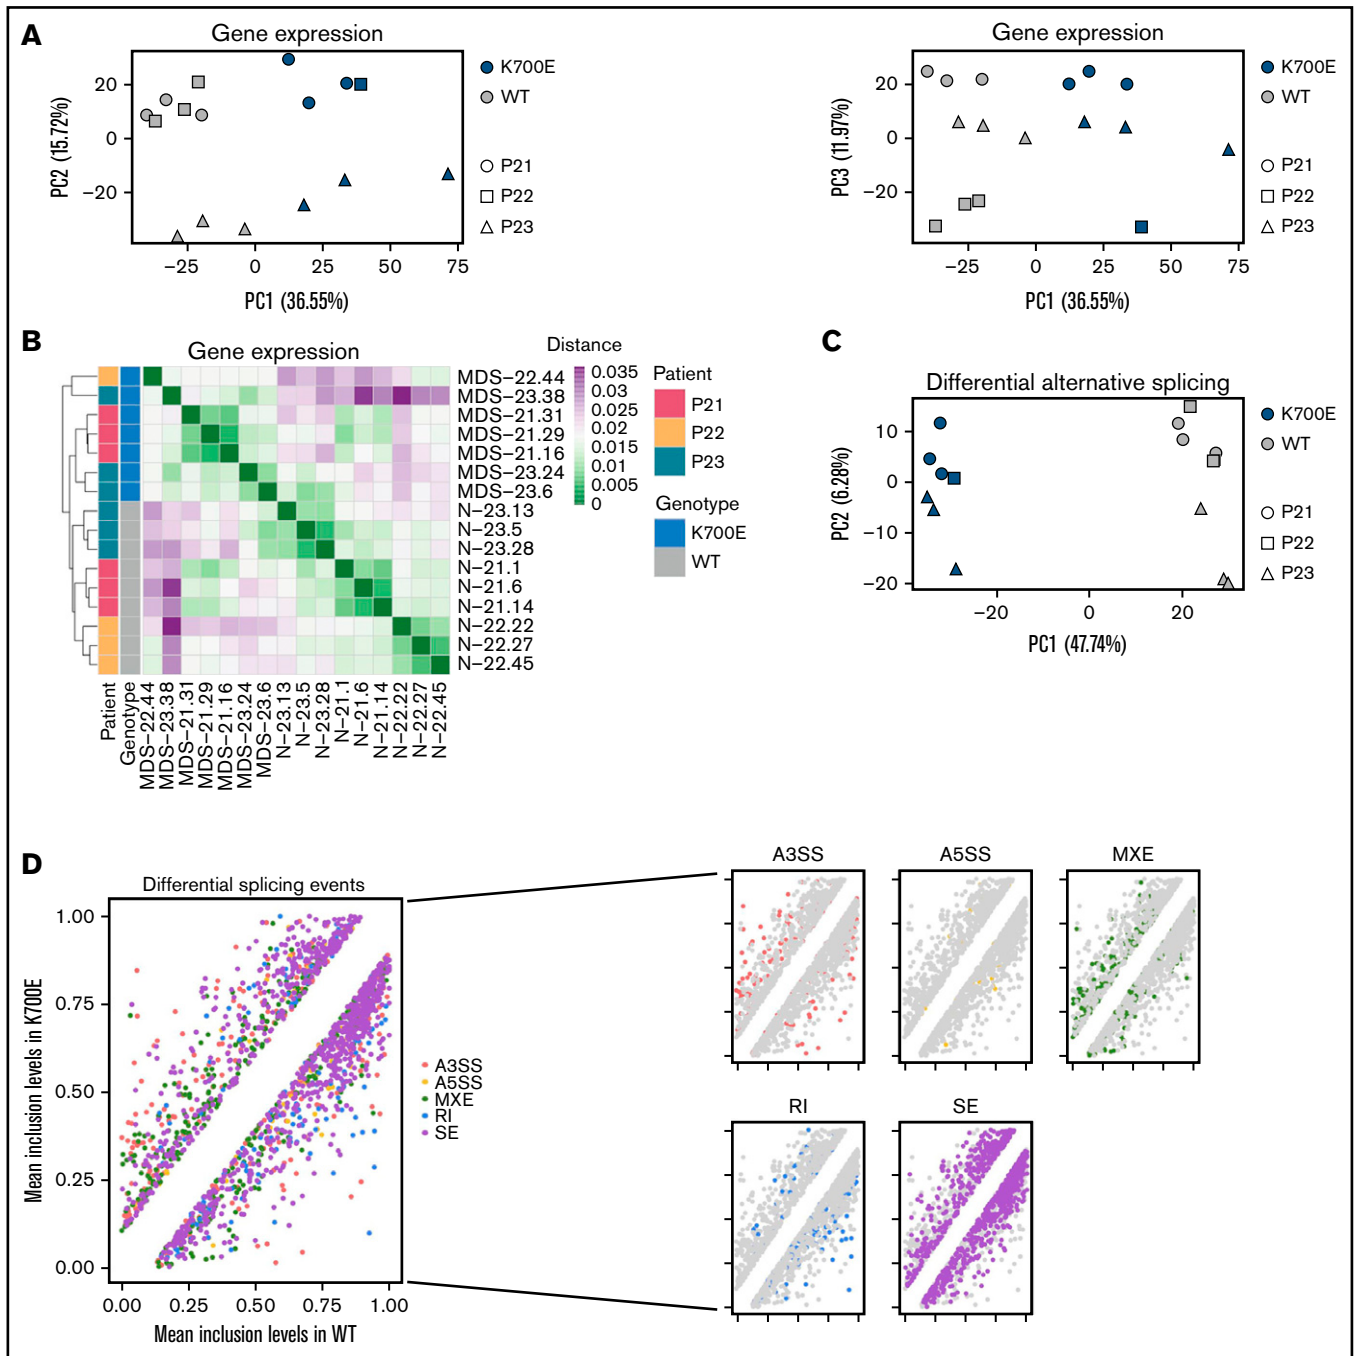 A
Gene expression
20
0
−20
PC2 (15.72%)
−25 0 25 50 75
PC1 (36.55%)
K700E
WT
P21
P22
P23
Gene expression
20
0
−20
PC3 (11.97%)
−25 0 25 50 75
PC1 (36.55%)
K700E
WT
P21
P22
P23
B
Gene expression
MDS−22.44
MDS−23.38
MDS−21.31
MDS−21.29
MDS−21.16
MDS−23.24
MDS−23.6
N−23.13
N−23.5
N−23.28
N−21.1
N−21.6
N−21.14
N−22.22
N−22.27
N−22.45
Patient
Genotype
MDS−22.44
MDS−23.38
MDS−21.31
MDS−21.29
MDS−21.16
MDS−23.24
MDS−23.6
N−23.13
N−23.5
N−23.28
N−21.1
N−21.6
N−21.14
N−22.22
N−22.27
N−22.45
Distance
0.035
0.03
0.025
0.02
0.015
0.01
0.005
0
Patient
P21
P22
P23
Genotype
K700E
WT
C
Differential alternative splicing
10
0
−10
−20
PC2 (6.28%)
−20 0 20
PC1 (47.74%)
K700E
WT
P21
P22
P23
D
Differential splicing events
1.00
0.75
0.50
0.25
0.00
Mean inclusion levels in K700E
0.00 0.25 0.50 0.75 1.00
Mean inclusion levels in WT
A3SS
A5SS
MXE
RI
SE
A3SS
A5SS
MXE
RI
SE